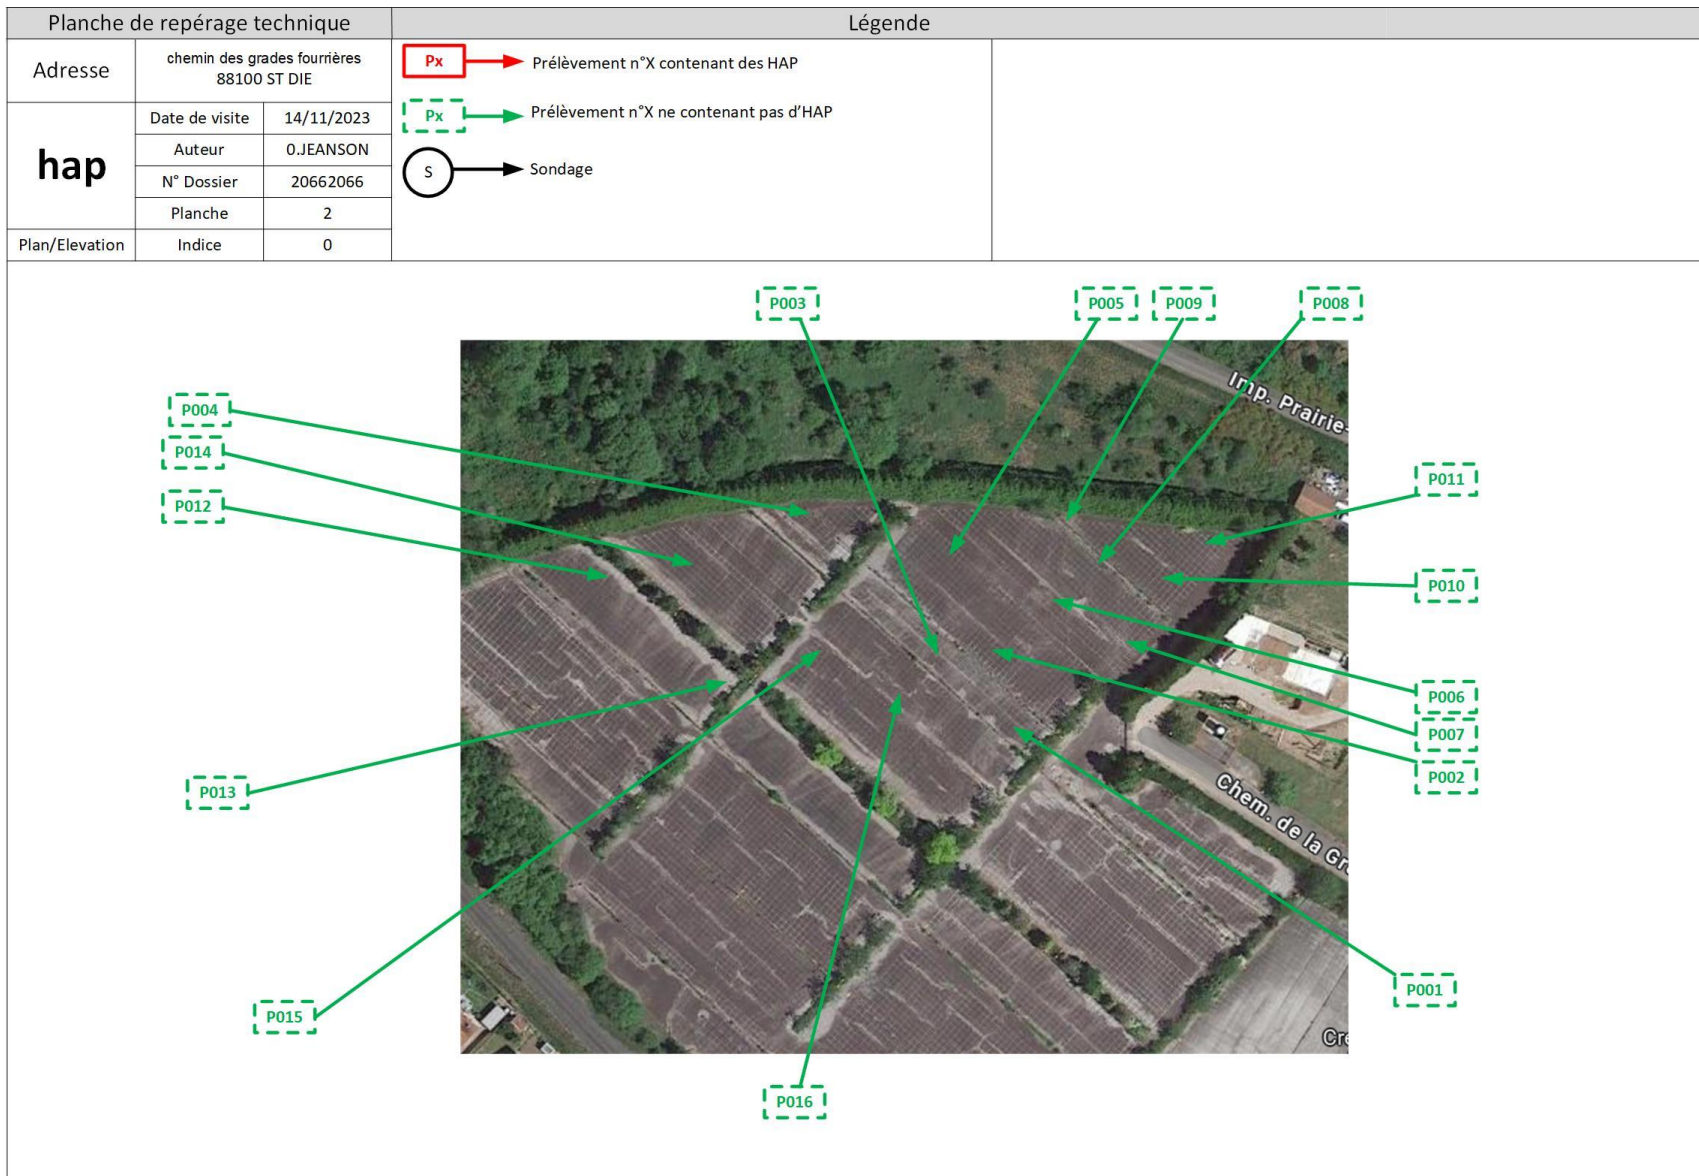 Planche de repérage technique
Légende
Adresse
chemin des grades fourrières
88100 ST DIE
hap
Date de visite
14/11/2023
Auteur
O.JEANSON
N° Dossier
20662066
Planche
2
Plan/Elevation
Indice
0
Px
Prélèvement n°X contenant des HAP
Px
Prélèvement n°X ne contenant pas d'HAP
S
Sondage
P003
P005
P009
P008
Imp. Prairie-
P004
P014
P012
P011
P010
P006
P007
P002
P013
Chem. de la Gr
P001
P015
Cre
P016